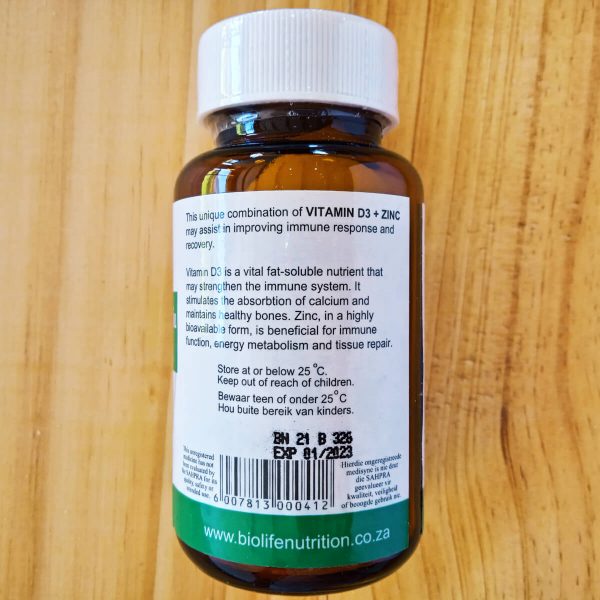 This unique combination of VITAMIN D3 + ZINC
may assist in improving immune response and
recovery.
Vitamin D3 is a vital fat-soluble nutrient that
may strengthen the immune system. It
stimulates the absorbtion of calcium and
maintains healthy bones. Zinc, in a highly
bioavailable form, is beneficial for immune
function, energy metabolism and tissue repair.
Store at or below 25°C.
Keep out of reach of children.
Bewaar teen of onder 25°C
Hou buite bereik van kinders.
BN 21 B 326
EXP 01/2023
This unregistered
medicine has not
been evaluated by
the SAHPRA for its
quality, safety or
intended use.
6 007813 000412
Hierdie ongeregistreerde
medisyne is nie deur
die SAHPRA
geevalueer vir
kwaliteit, veiligheid
of beoogde gebruik nie.
www.biolifenutrition.co.za